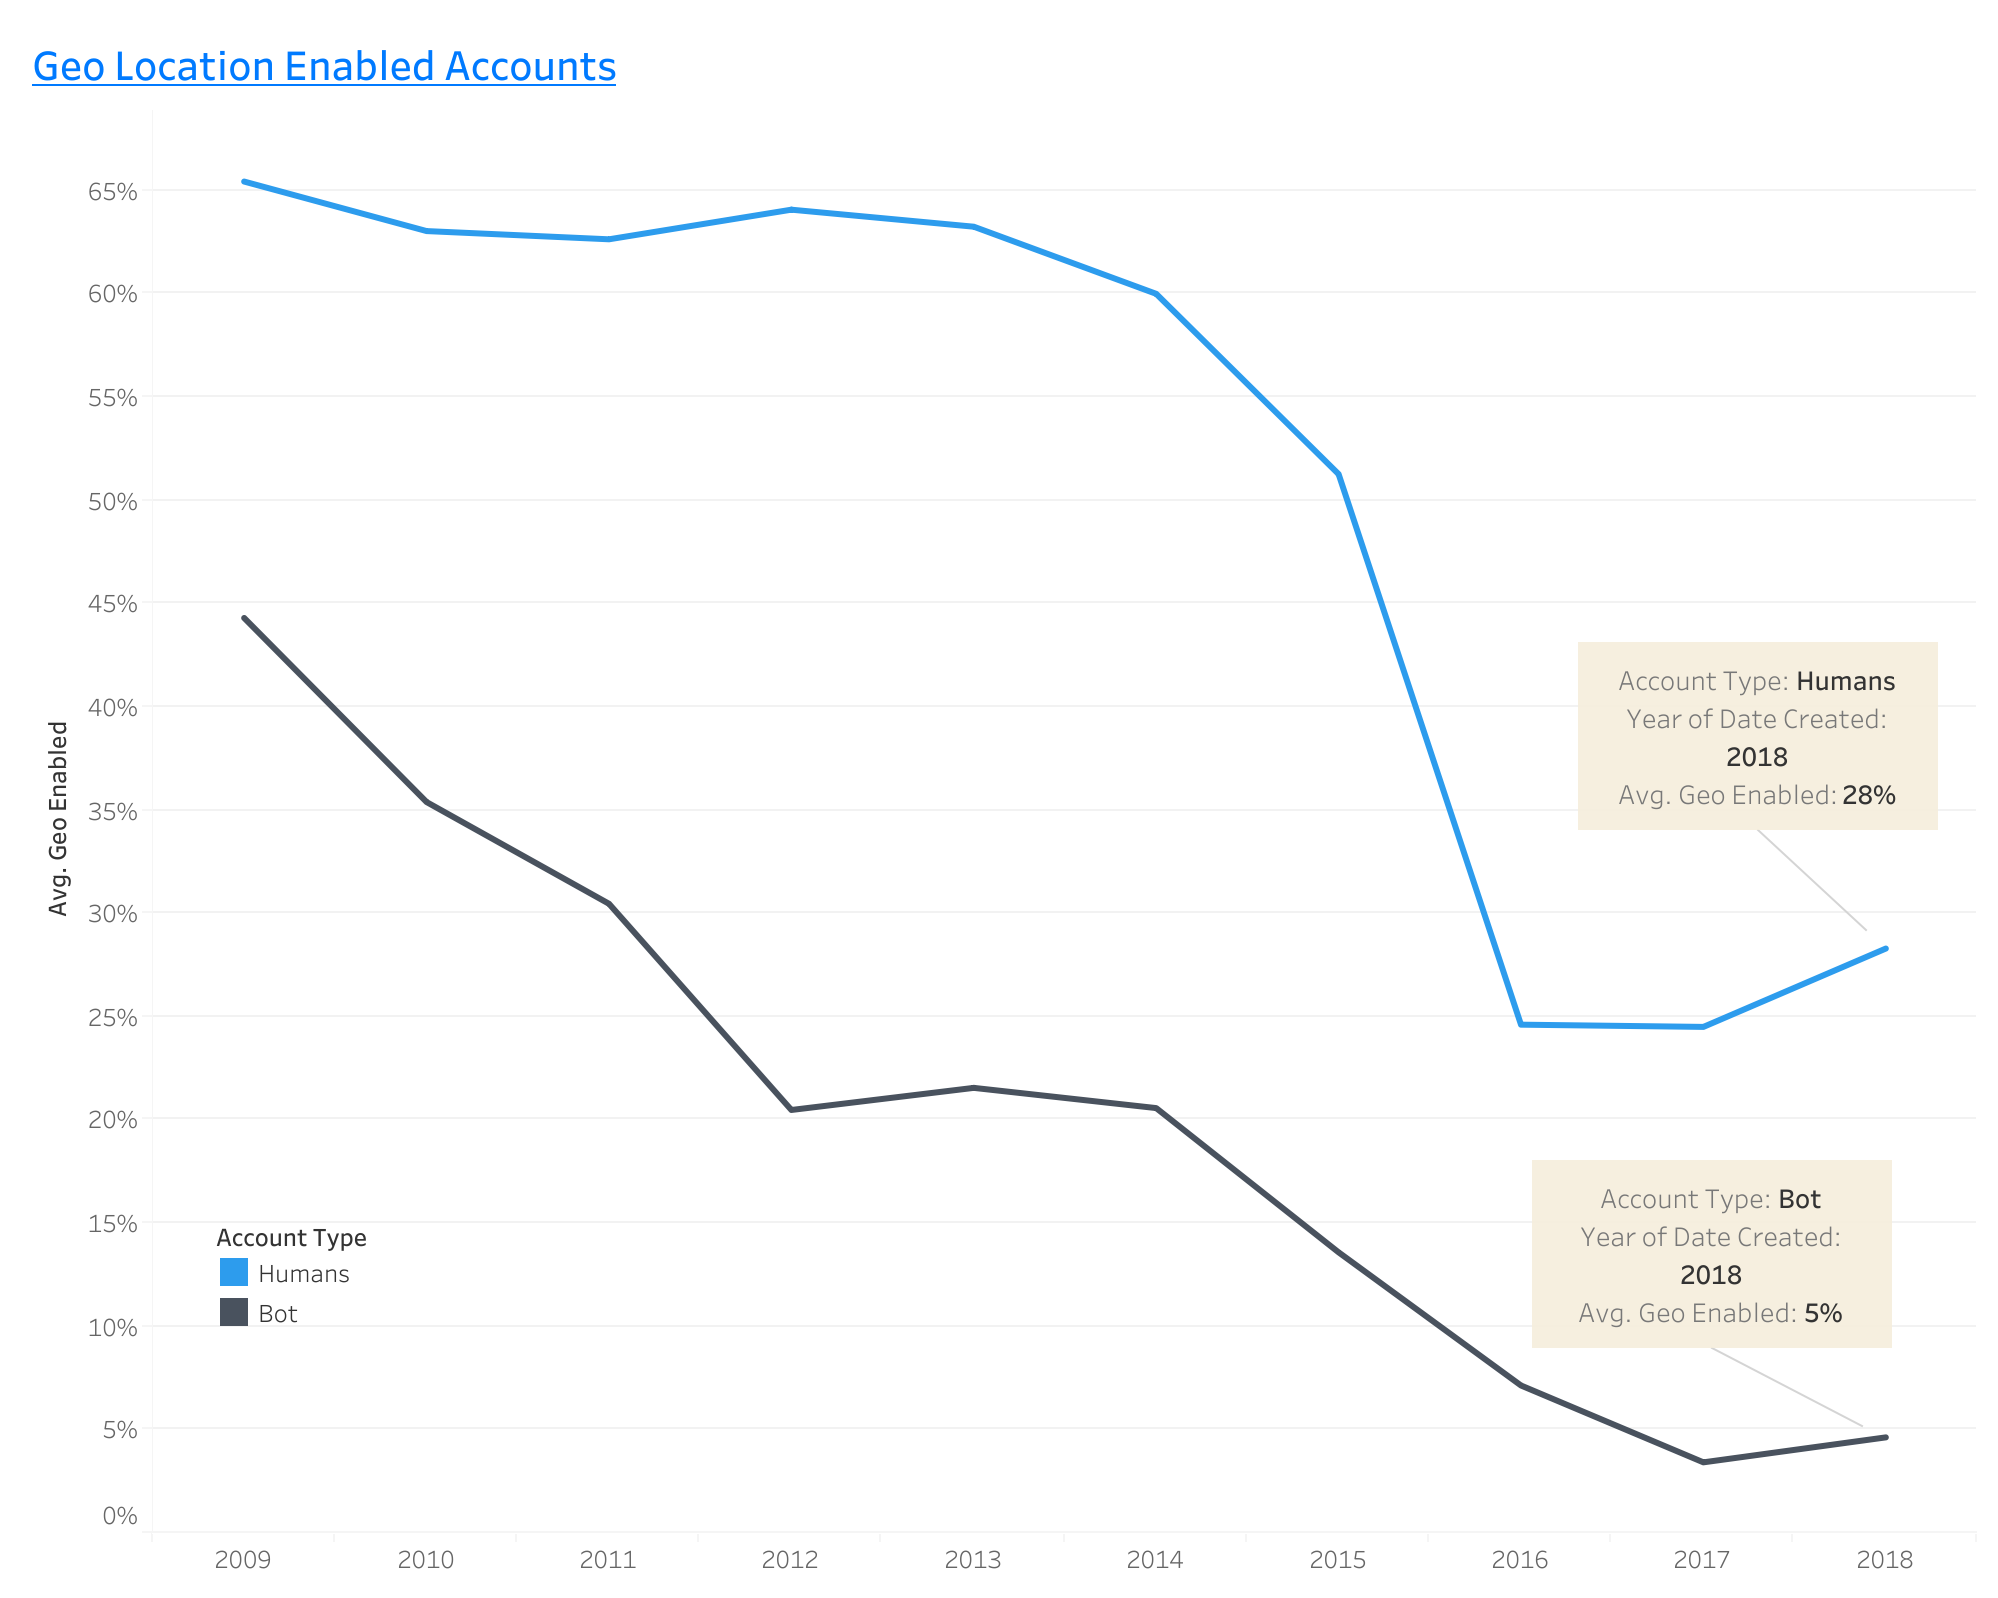 Geo Location Enabled Accounts
Avg. Geo Enabled
65%
60%
55%
50%
45%
40%
35%
30%
25%
20%
15%
10%
5%
0%
Account Type: Humans
Year of Date Created:
2018
Avg. Geo Enabled: 28%
Account Type: Bot
Year of Date Created:
2018
Avg. Geo Enabled: 5%
Account Type
Humans
Bot
2009 2010 2011 2012 2013 2014 2015 2016 2017 2018